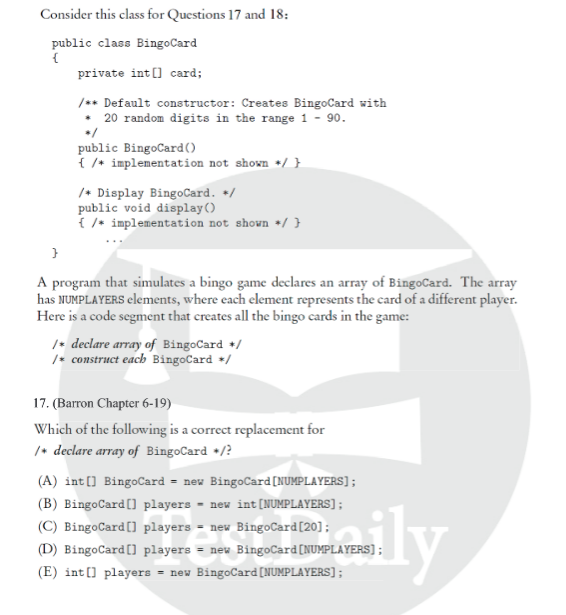 Consider this class for Questions 17 and 18:
public class BingoCard
{
private int[] card;
/** Default constructor: Creates BingoCard with
* 20 random digits in the range 1 - 90.
*/
public BingoCard()
{ /* implementation not shown */ }
/* Display BingoCard. */
public void display()
{ /* implementation not shown */ }
...
}
A program that simulates a bingo game declares an array of BingoCard. The array
has NUMPLAYERS elements, where each element represents the card of a different player.
Here is a code segment that creates all the bingo cards in the game:
/* declare array of BingoCard */
/* construct each BingoCard */
17. (Barron Chapter 6-19)
Which of the following is a correct replacement for
/* declare array of BingoCard */?
(A) int[] BingoCard = new BingoCard[NUMPLAYERS];
(B) BingoCard[] players = new int[NUMPLAYERS];
(C) BingoCard[] players = new BingoCard[20];
(D) BingoCard[] players = new BingoCard[NUMPLAYERS];
(E) int[] players = new BingoCard[NUMPLAYERS];
TestDaily